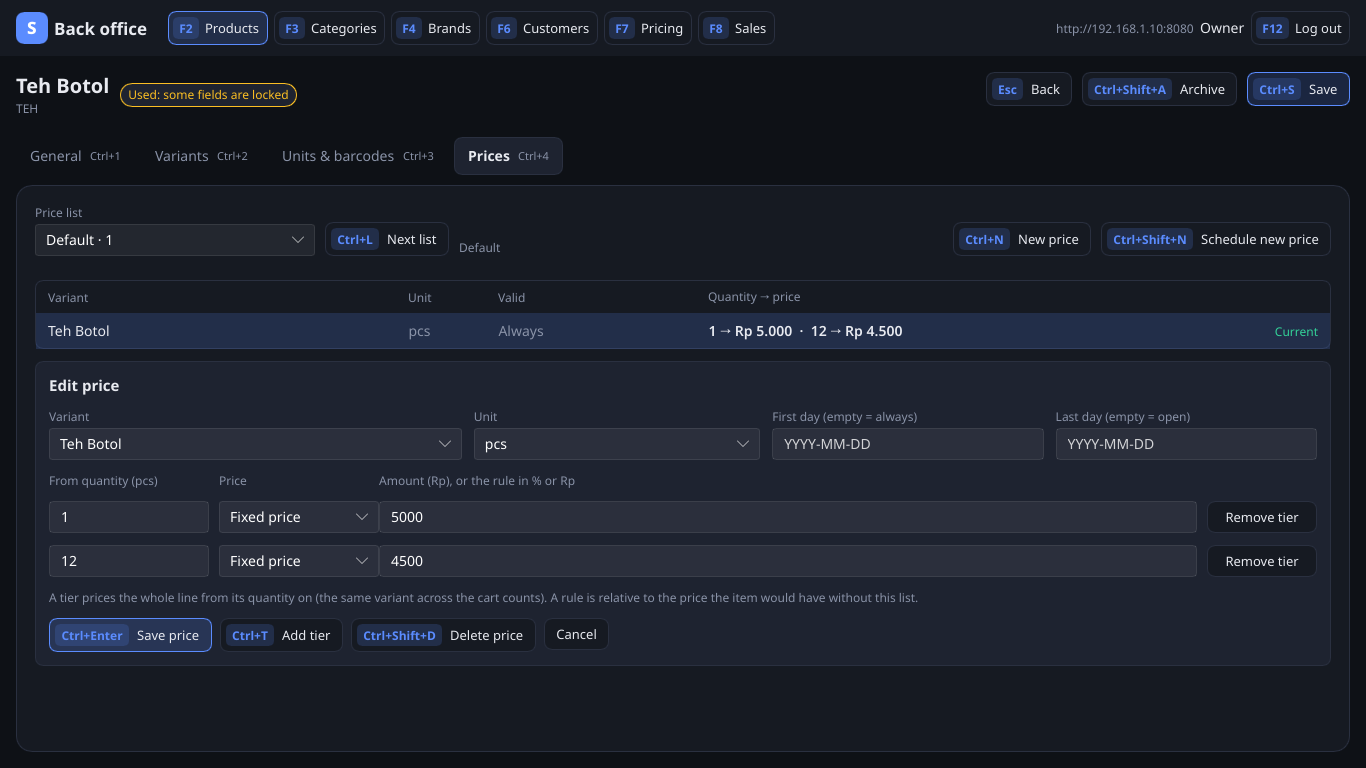 S Back office F2 Products F3 Categories F4 Brands F6 Customers F7 Pricing F8 Sales http://192.168.1.10:8080 Owner F12 Log out
Teh Botol Used: some fields are locked Esc Back Ctrl+Shift+A Archive Ctrl+S Save
TEH
General Ctrl+1 Variants Ctrl+2 Units & barcodes Ctrl+3 Prices Ctrl+4
Price list
Default · 1 Ctrl+L Next list Default Ctrl+N New price Ctrl+Shift+N Schedule new price
Variant Unit Valid Quantity → price
Teh Botol pcs Always 1 → Rp 5.000 · 12 → Rp 4.500 Current
Edit price
Variant Unit First day (empty = always) Last day (empty = open)
Teh Botol pcs YYYY-MM-DD YYYY-MM-DD
From quantity (pcs) Price Amount (Rp), or the rule in % or Rp
1 Fixed price 5000 Remove tier
12 Fixed price 4500 Remove tier
A tier prices the whole line from its quantity on (the same variant across the cart counts). A rule is relative to the price the item would have without this list.
Ctrl+Enter Save price Ctrl+T Add tier Ctrl+Shift+D Delete price Cancel